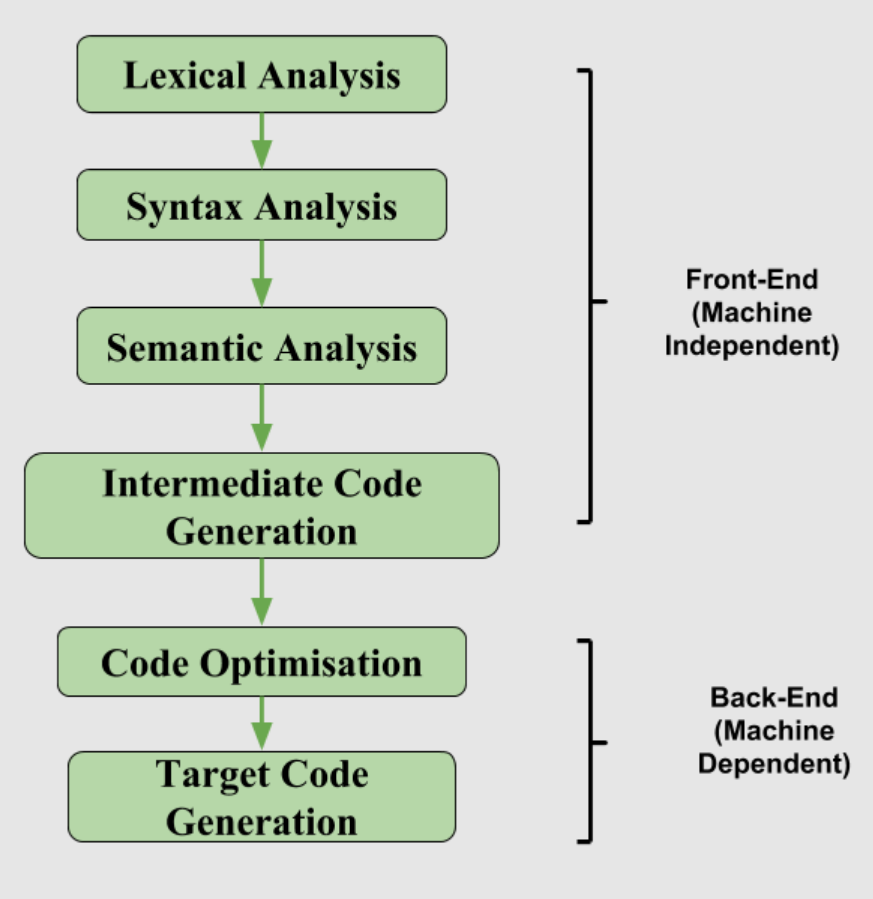 Lexical Analysis
Syntax Analysis
Semantic Analysis
Intermediate Code
Generation
Front-End
(Machine
Independent)
Code Optimisation
Target Code
Generation
Back-End
(Machine
Dependent)